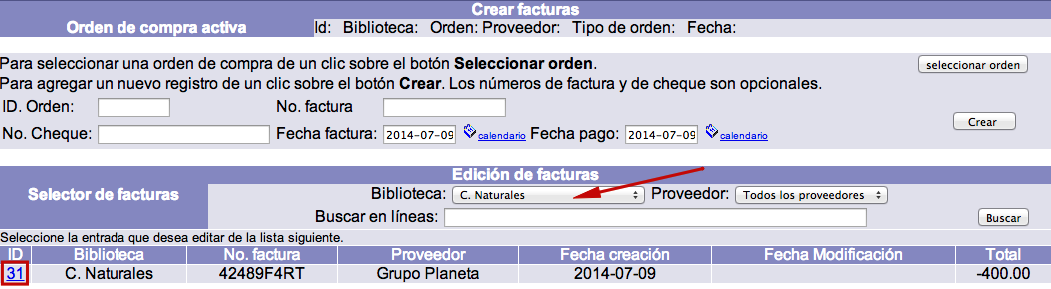 Crear facturas
Orden de compra activa Id: Biblioteca: Orden: Proveedor: Tipo de orden: Fecha:
Para seleccionar una orden de compra de un clic sobre el botón Seleccionar orden. seleccionar orden
Para agregar un nuevo registro de un clic sobre el botón Crear. Los números de factura y de cheque son opcionales.
ID. Orden: No. factura
No. Cheque: Fecha factura: 2014-07-09 calendario Fecha pago: 2014-07-09 calendario Crear
Edición de facturas
Selector de facturas Biblioteca: C. Naturales Proveedor: Todos los proveedores
Buscar en líneas: Buscar
Seleccione la entrada que desea editar de la lista siguiente.
ID Biblioteca No. factura Proveedor Fecha creación Fecha Modificación Total
31 C. Naturales 42489F4RT Grupo Planeta 2014-07-09 -400.00